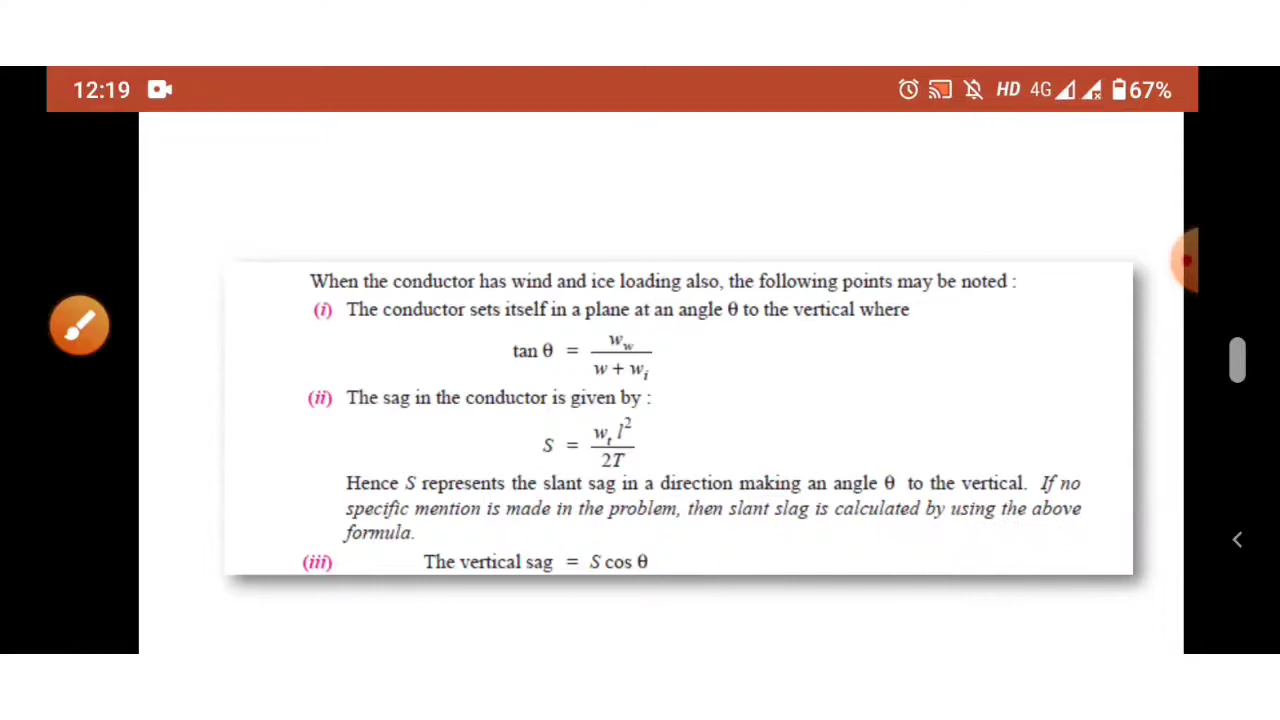 12:19 HD 4G 67%
When the conductor has wind and ice loading also, the following points may be noted :
(i) The conductor sets itself in a plane at an angle θ to the vertical where
tan θ = w_w / (w + w_i)
(ii) The sag in the conductor is given by :
S = w_t l² / 2T
Hence S represents the slant sag in a direction making an angle θ to the vertical. If no
specific mention is made in the problem, then slant slag is calculated by using the above
formula.
(iii) The vertical sag = S cos θ